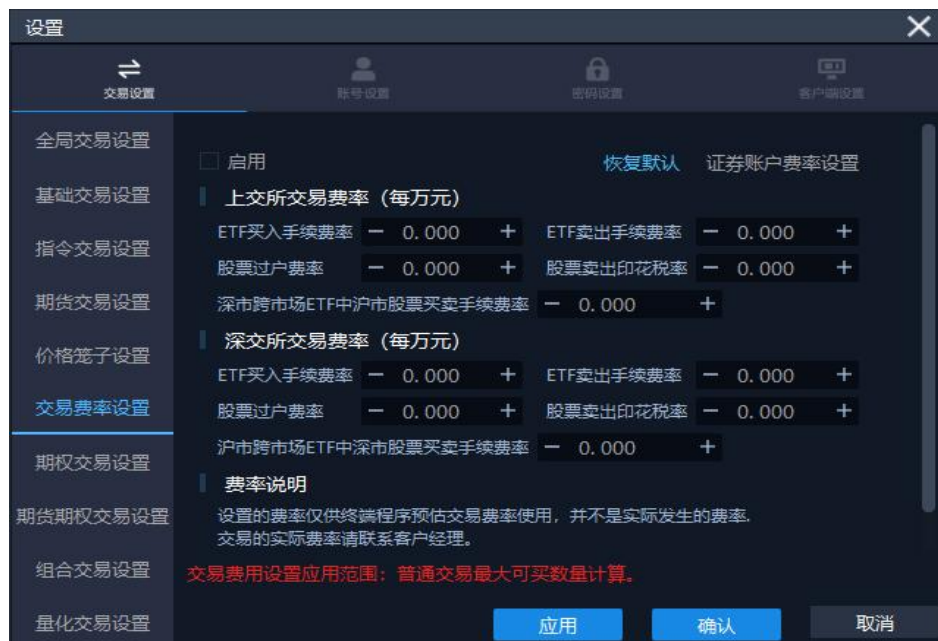 设置
交易设置 账号设置 密码设置 客户端设置
全局交易设置
基础交易设置
指令交易设置
期货交易设置
价格笼子设置
交易费率设置
期权交易设置
期货期权交易设置
组合交易设置
量化交易设置
启用 恢复默认 证券账户费率设置
上交所交易费率（每万元）
ETF买入手续费率 － 0.000 + ETF卖出手续费率 － 0.000 +
股票过户费率 － 0.000 + 股票卖出印花税率 － 0.000 +
深市跨市场ETF中沪市股票买卖手续费率 － 0.000 +
深交所交易费率（每万元）
ETF买入手续费率 － 0.000 + ETF卖出手续费率 － 0.000 +
股票过户费率 － 0.000 + 股票卖出印花税率 － 0.000 +
沪市跨市场ETF中深市股票买卖手续费率 － 0.000 +
费率说明
设置的费率仅供终端程序预估交易费率使用，并不是实际发生的费率.
交易的实际费率请联系客户经理。
交易费用设置应用范围：普通交易最大可买数量计算。
应用 确认 取消